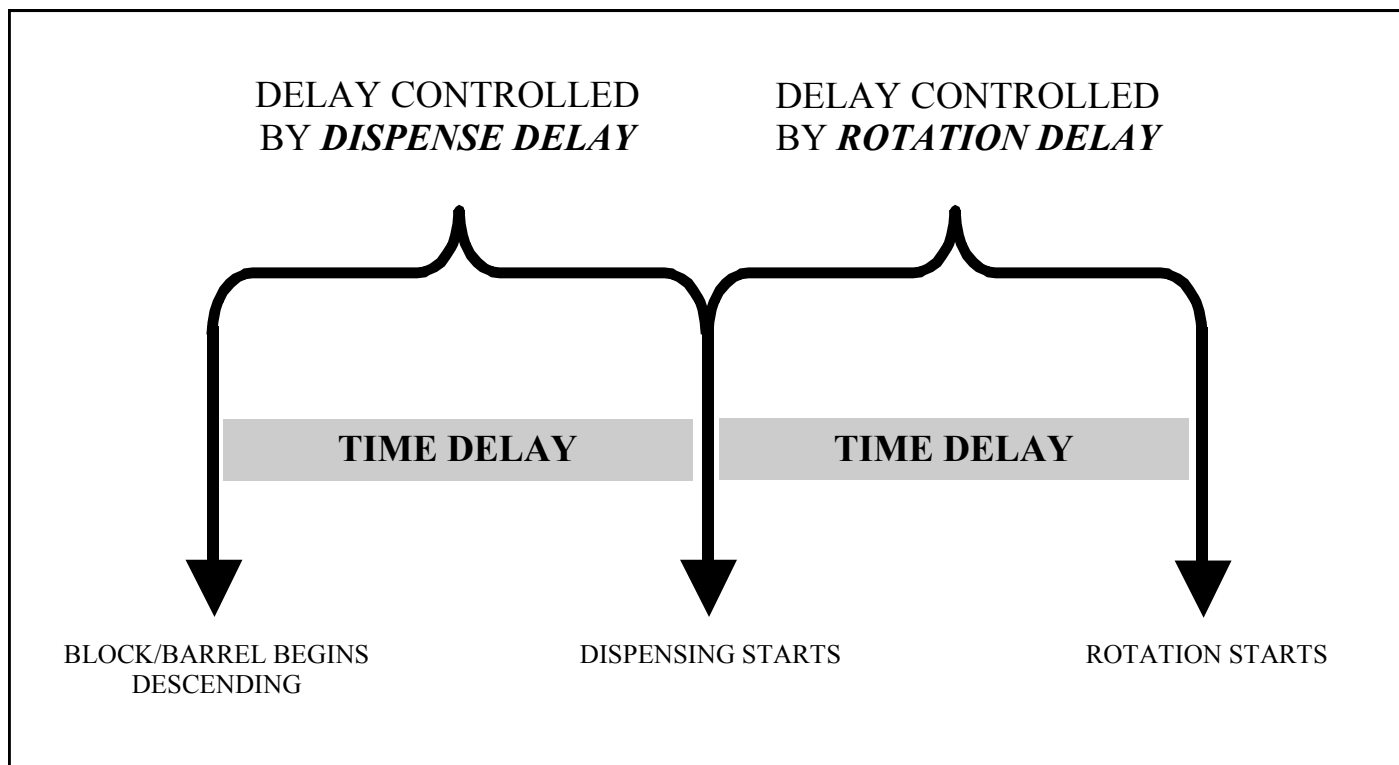 DELAY CONTROLLED
BY DISPENSE DELAY
DELAY CONTROLLED
BY ROTATION DELAY
TIME DELAY
TIME DELAY
BLOCK/BARREL BEGINS
DESCENDING
DISPENSING STARTS
ROTATION STARTS